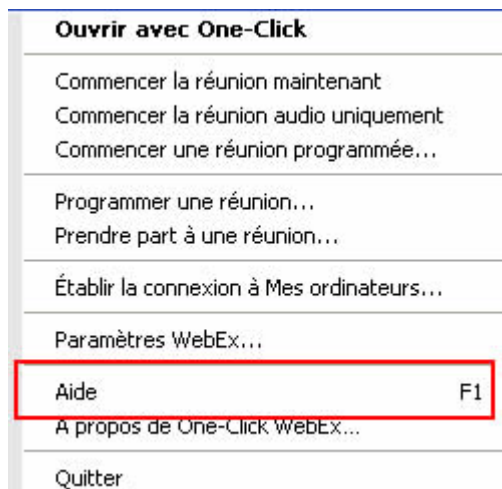 Ouvrir avec One-Click
Commencer la réunion maintenant
Commencer la réunion audio uniquement
Commencer une réunion programmée...
Programmer une réunion...
Prendre part à une réunion...
Établir la connexion à Mes ordinateurs...
Paramètres WebEx...
Aide F1
A propos de One-Click WebEx...
Quitter